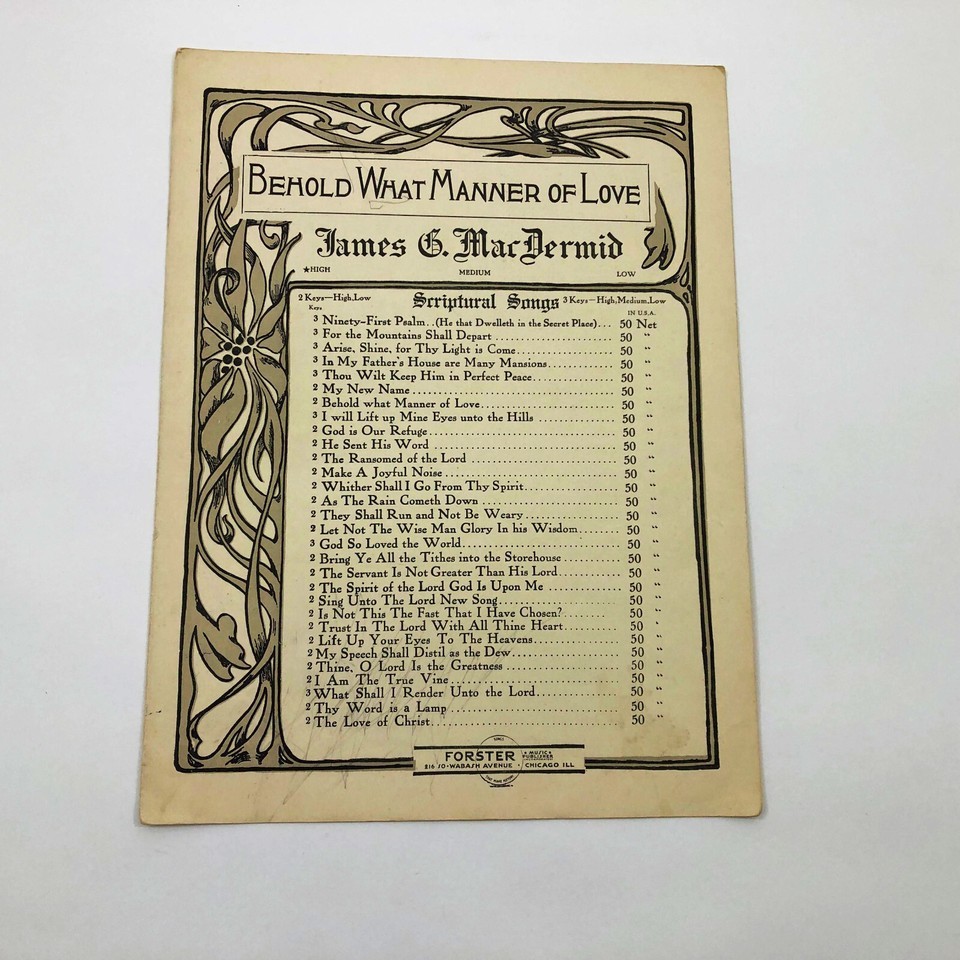 BEHOLD WHAT MANNER OF LOVE
James G. MacDermid
★HIGH MEDIUM LOW
2 Keys—High, Low Scriptural Songs 3 Keys—High, Medium, Low
Keys IN U.S.A.
3 Ninety-First Psalm..(He that Dwelleth in the Secret Place)... 50 Net
3 For the Mountains Shall Depart 50 "
3 Arise, Shine, for Thy Light is Come 50 "
3 In My Father's House are Many Mansions 50 "
3 Thou Wilt Keep Him in Perfect Peace 50 "
2 My New Name 50 "
2 Behold what Manner of Love 50 "
3 I will Lift up Mine Eyes unto the Hills 50 "
2 God is Our Refuge 50 "
2 He Sent His Word 50 "
2 The Ransomed of the Lord 50 "
2 Make A Joyful Noise 50 "
2 Whither Shall I Go From Thy Spirit 50 "
2 As The Rain Cometh Down 50 "
2 They Shall Run and Not Be Weary 50 "
2 Let Not The Wise Man Glory In his Wisdom 50 "
3 God So Loved the World 50 "
2 Bring Ye All the Tithes into the Storehouse 50 "
2 The Servant Is Not Greater Than His Lord 50 "
2 The Spirit of the Lord God Is Upon Me 50 "
2 Sing Unto The Lord New Song 50 "
2 Is Not This The Fast That I Have Chosen? 50 "
2 Trust In The Lord With All Thine Heart 50 "
2 Lift Up Your Eyes To The Heavens 50 "
2 My Speech Shall Distil as the Dew 50 "
2 Thine, O Lord Is the Greatness 50 "
2 I Am The True Vine 50 "
3 What Shall I Render Unto the Lord 50 "
2 Thy Word is a Lamp 50 "
2 The Love of Christ 50 "
FORSTER MUSIC PUBLISHER
216 SO. WABASH AVENUE • CHICAGO ILL